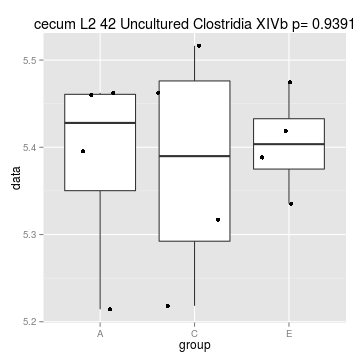 cecum L2 42 Uncultured Clostridia XIVb p= 0.9391
5.5
5.4
5.3
5.2
data
A C E
group